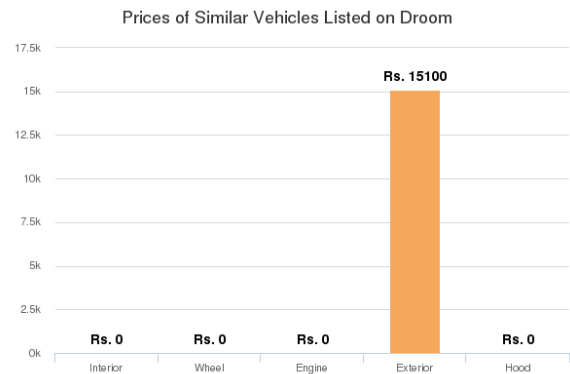 Prices of Similar Vehicles Listed on Droom
17.5k
15k
12.5k
10k
7.5k
5k
2.5k
0k
Rs. 0
Rs. 0
Rs. 0
Rs. 15100
Rs. 0
Interior
Wheel
Engine
Exterior
Hood